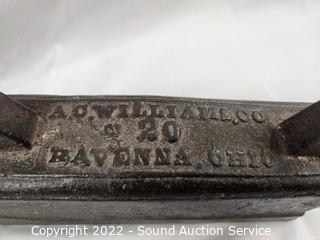 A.C. WILLIAMS, CO.
20
RAVENNA, OHIO
Copyright 2022 - Sound Auction Service